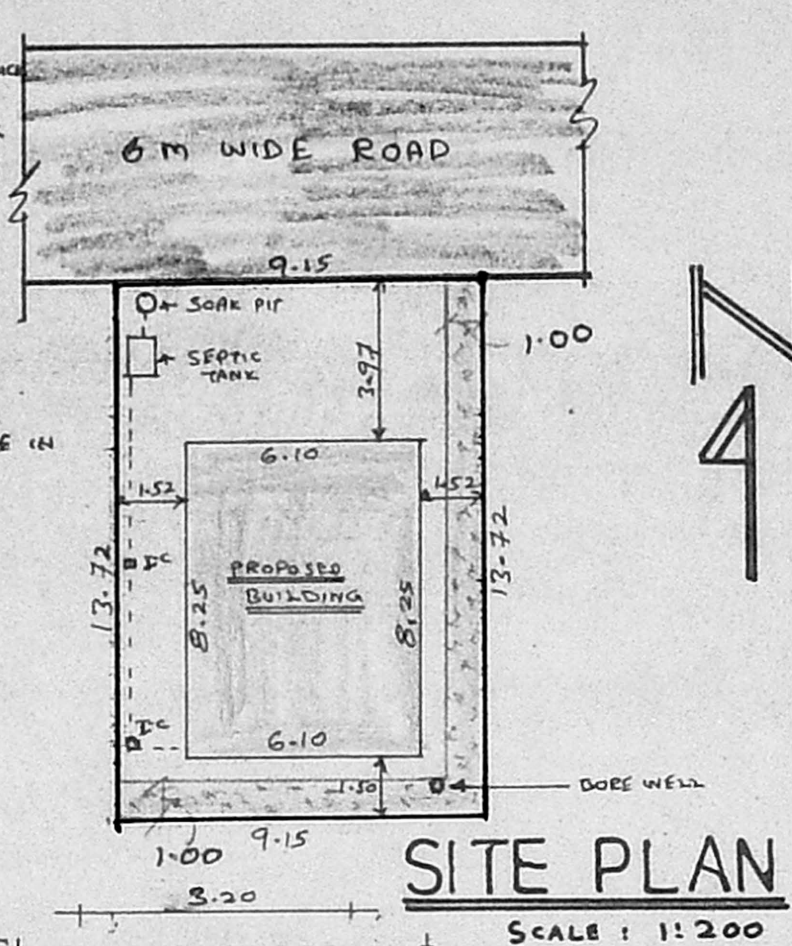 6 M WIDE ROAD
9.15
SOAK PIT
SEPTIC
TANK
3.97
1.00
6.10
1.52
1.52
13.72
IC
PROPOSED
BUILDING
8.25
8.25
13.72
IC
6.10
1.50
BORE WELL
9.15
1.00
3.20
SITE PLAN
SCALE : 1:200
N